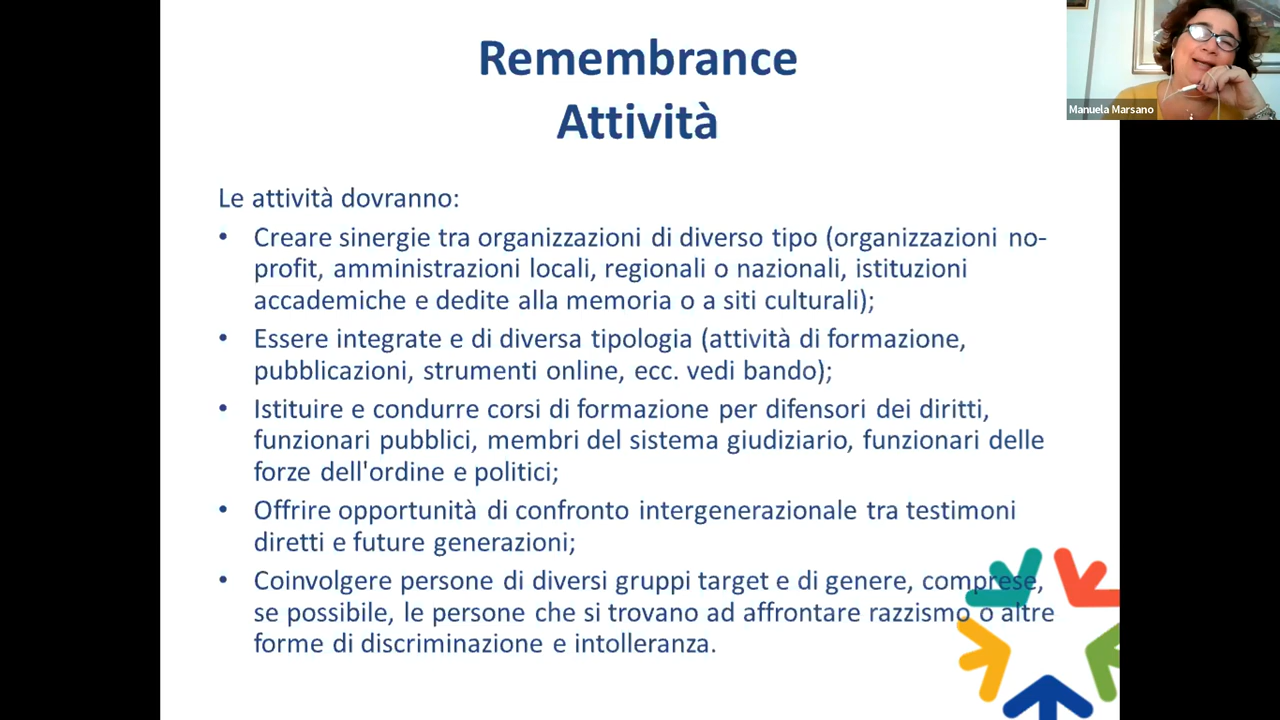 Remembrance
Attività
Manuela Marsano
Le attività dovranno:
• Creare sinergie tra organizzazioni di diverso tipo (organizzazioni no-
profit, amministrazioni locali, regionali o nazionali, istituzioni
accademiche e dedite alla memoria o a siti culturali);
• Essere integrate e di diversa tipologia (attività di formazione,
pubblicazioni, strumenti online, ecc. vedi bando);
• Istituire e condurre corsi di formazione per difensori dei diritti,
funzionari pubblici, membri del sistema giudiziario, funzionari delle
forze dell'ordine e politici;
• Offrire opportunità di confronto intergenerazionale tra testimoni
diretti e future generazioni;
• Coinvolgere persone di diversi gruppi target e di genere, comprese,
se possibile, le persone che si trovano ad affrontare razzismo o altre
forme di discriminazione e intolleranza.